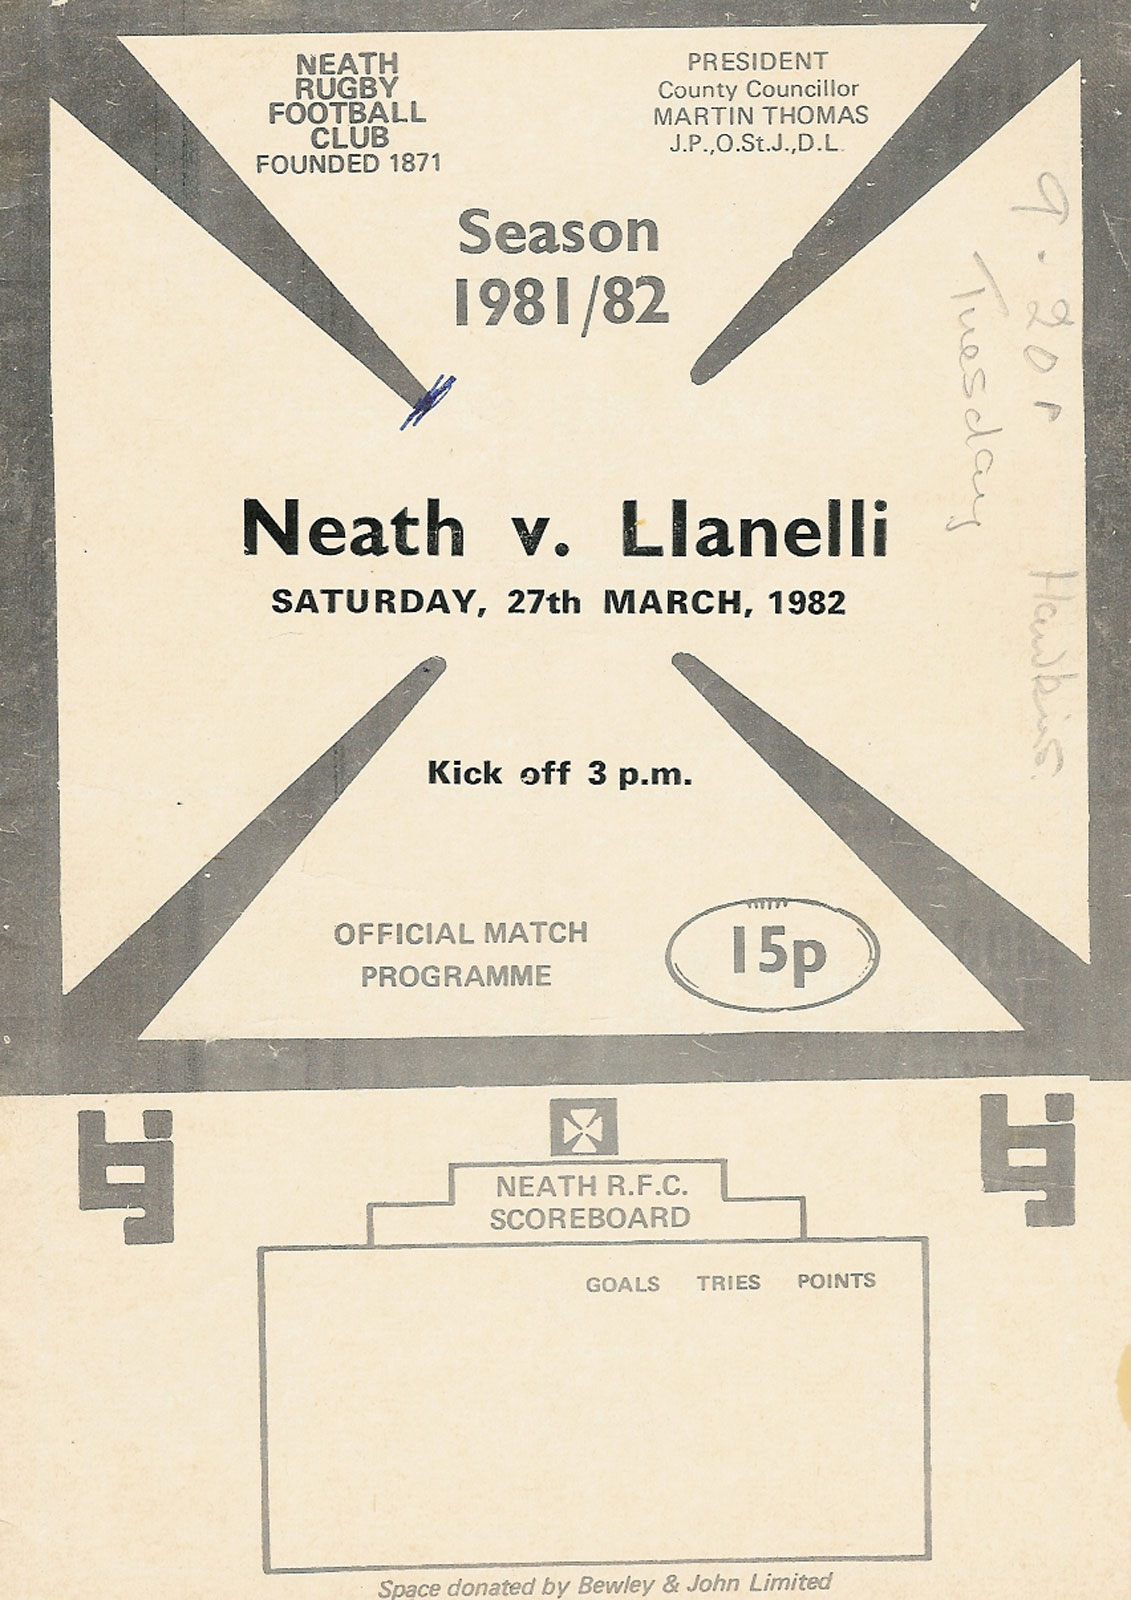 NEATH
RUGBY
FOOTBALL
CLUB
FOUNDED 1871
PRESIDENT
County Councillor
MARTIN THOMAS
J.P.,O.St.J.,D.L.
Season
1981/82
Neath v. Llanelli
SATURDAY, 27th MARCH, 1982
Kick off 3 p.m.
OFFICIAL MATCH
PROGRAMME
15p
9.20
Hawkins.
Tuesday
NEATH R.F.C.
SCOREBOARD
GOALS TRIES POINTS
Space donated by Bewley & John Limited